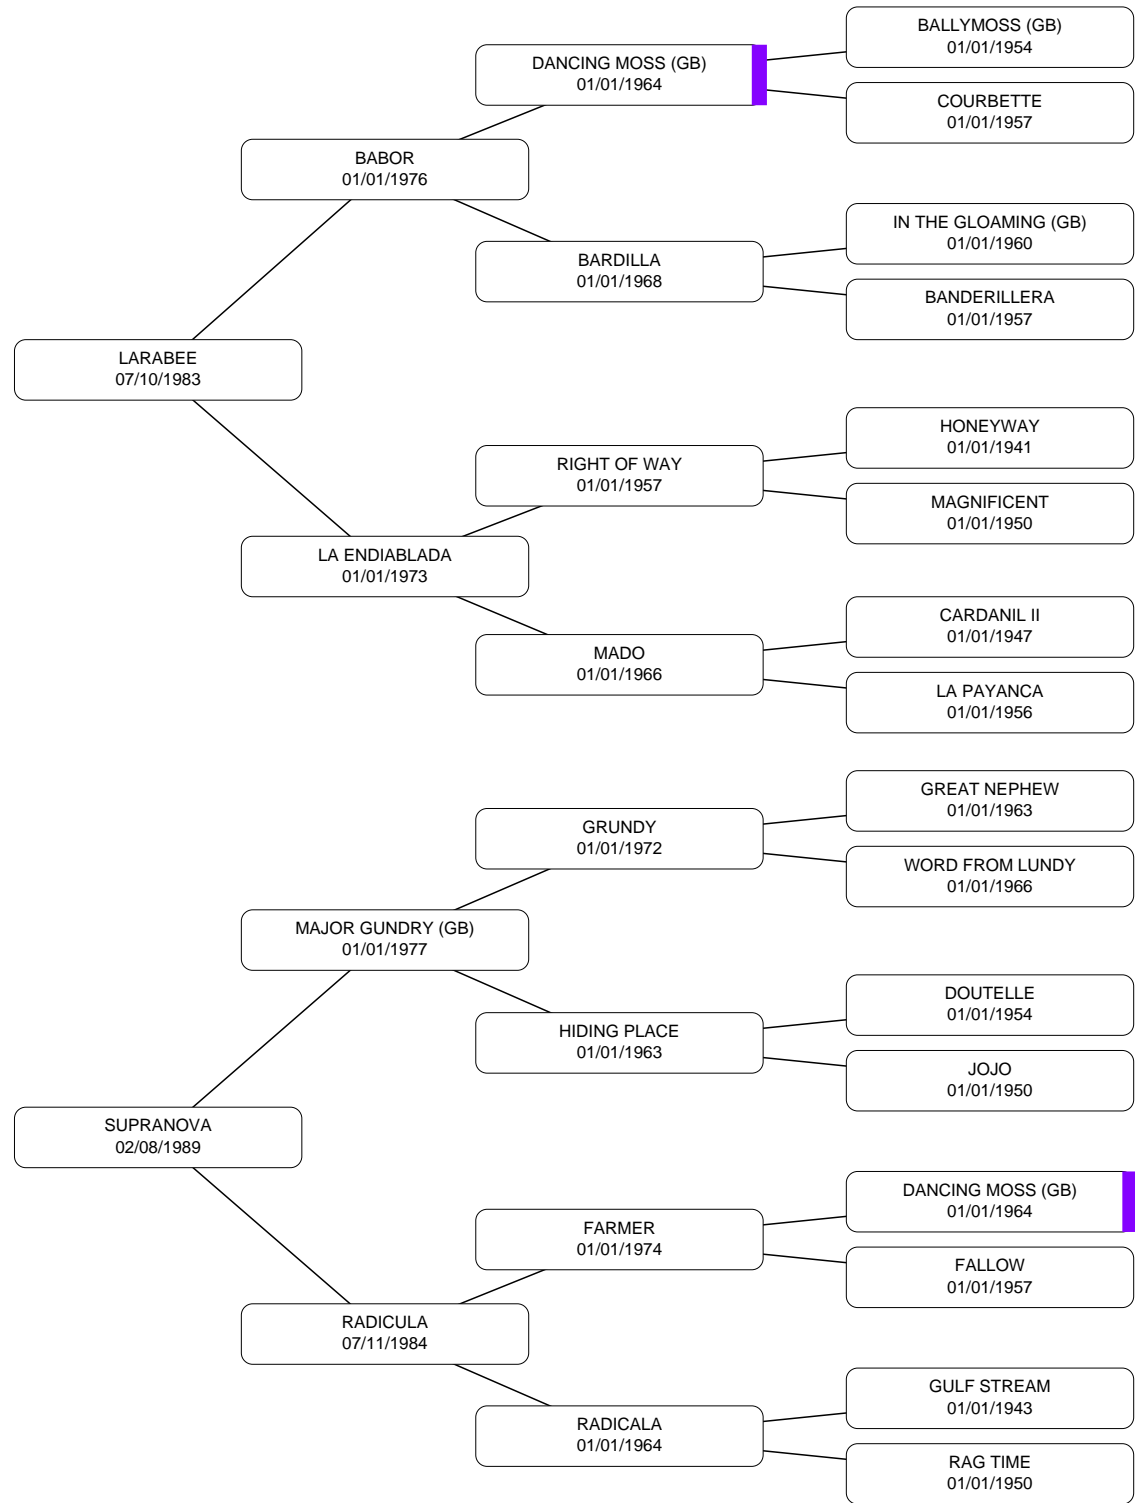 BALLYMOSS (GB)
01/01/1954
DANCING MOSS (GB)
01/01/1964
COURBETTE
01/01/1957
BABOR
01/01/1976
IN THE GLOAMING (GB)
01/01/1960
BARDILLA
01/01/1968
BANDERILLERA
01/01/1957
LARABEE
07/10/1983
HONEYWAY
01/01/1941
RIGHT OF WAY
01/01/1957
MAGNIFICENT
01/01/1950
LA ENDIABLADA
01/01/1973
CARDANIL II
01/01/1947
MADO
01/01/1966
LA PAYANCA
01/01/1956
GREAT NEPHEW
01/01/1963
GRUNDY
01/01/1972
WORD FROM LUNDY
01/01/1966
MAJOR GUNDRY (GB)
01/01/1977
DOUTELLE
01/01/1954
HIDING PLACE
01/01/1963
JOJO
01/01/1950
SUPRANOVA
02/08/1989
DANCING MOSS (GB)
01/01/1964
FARMER
01/01/1974
FALLOW
01/01/1957
RADICULA
07/11/1984
GULF STREAM
01/01/1943
RADICALA
01/01/1964
RAG TIME
01/01/1950